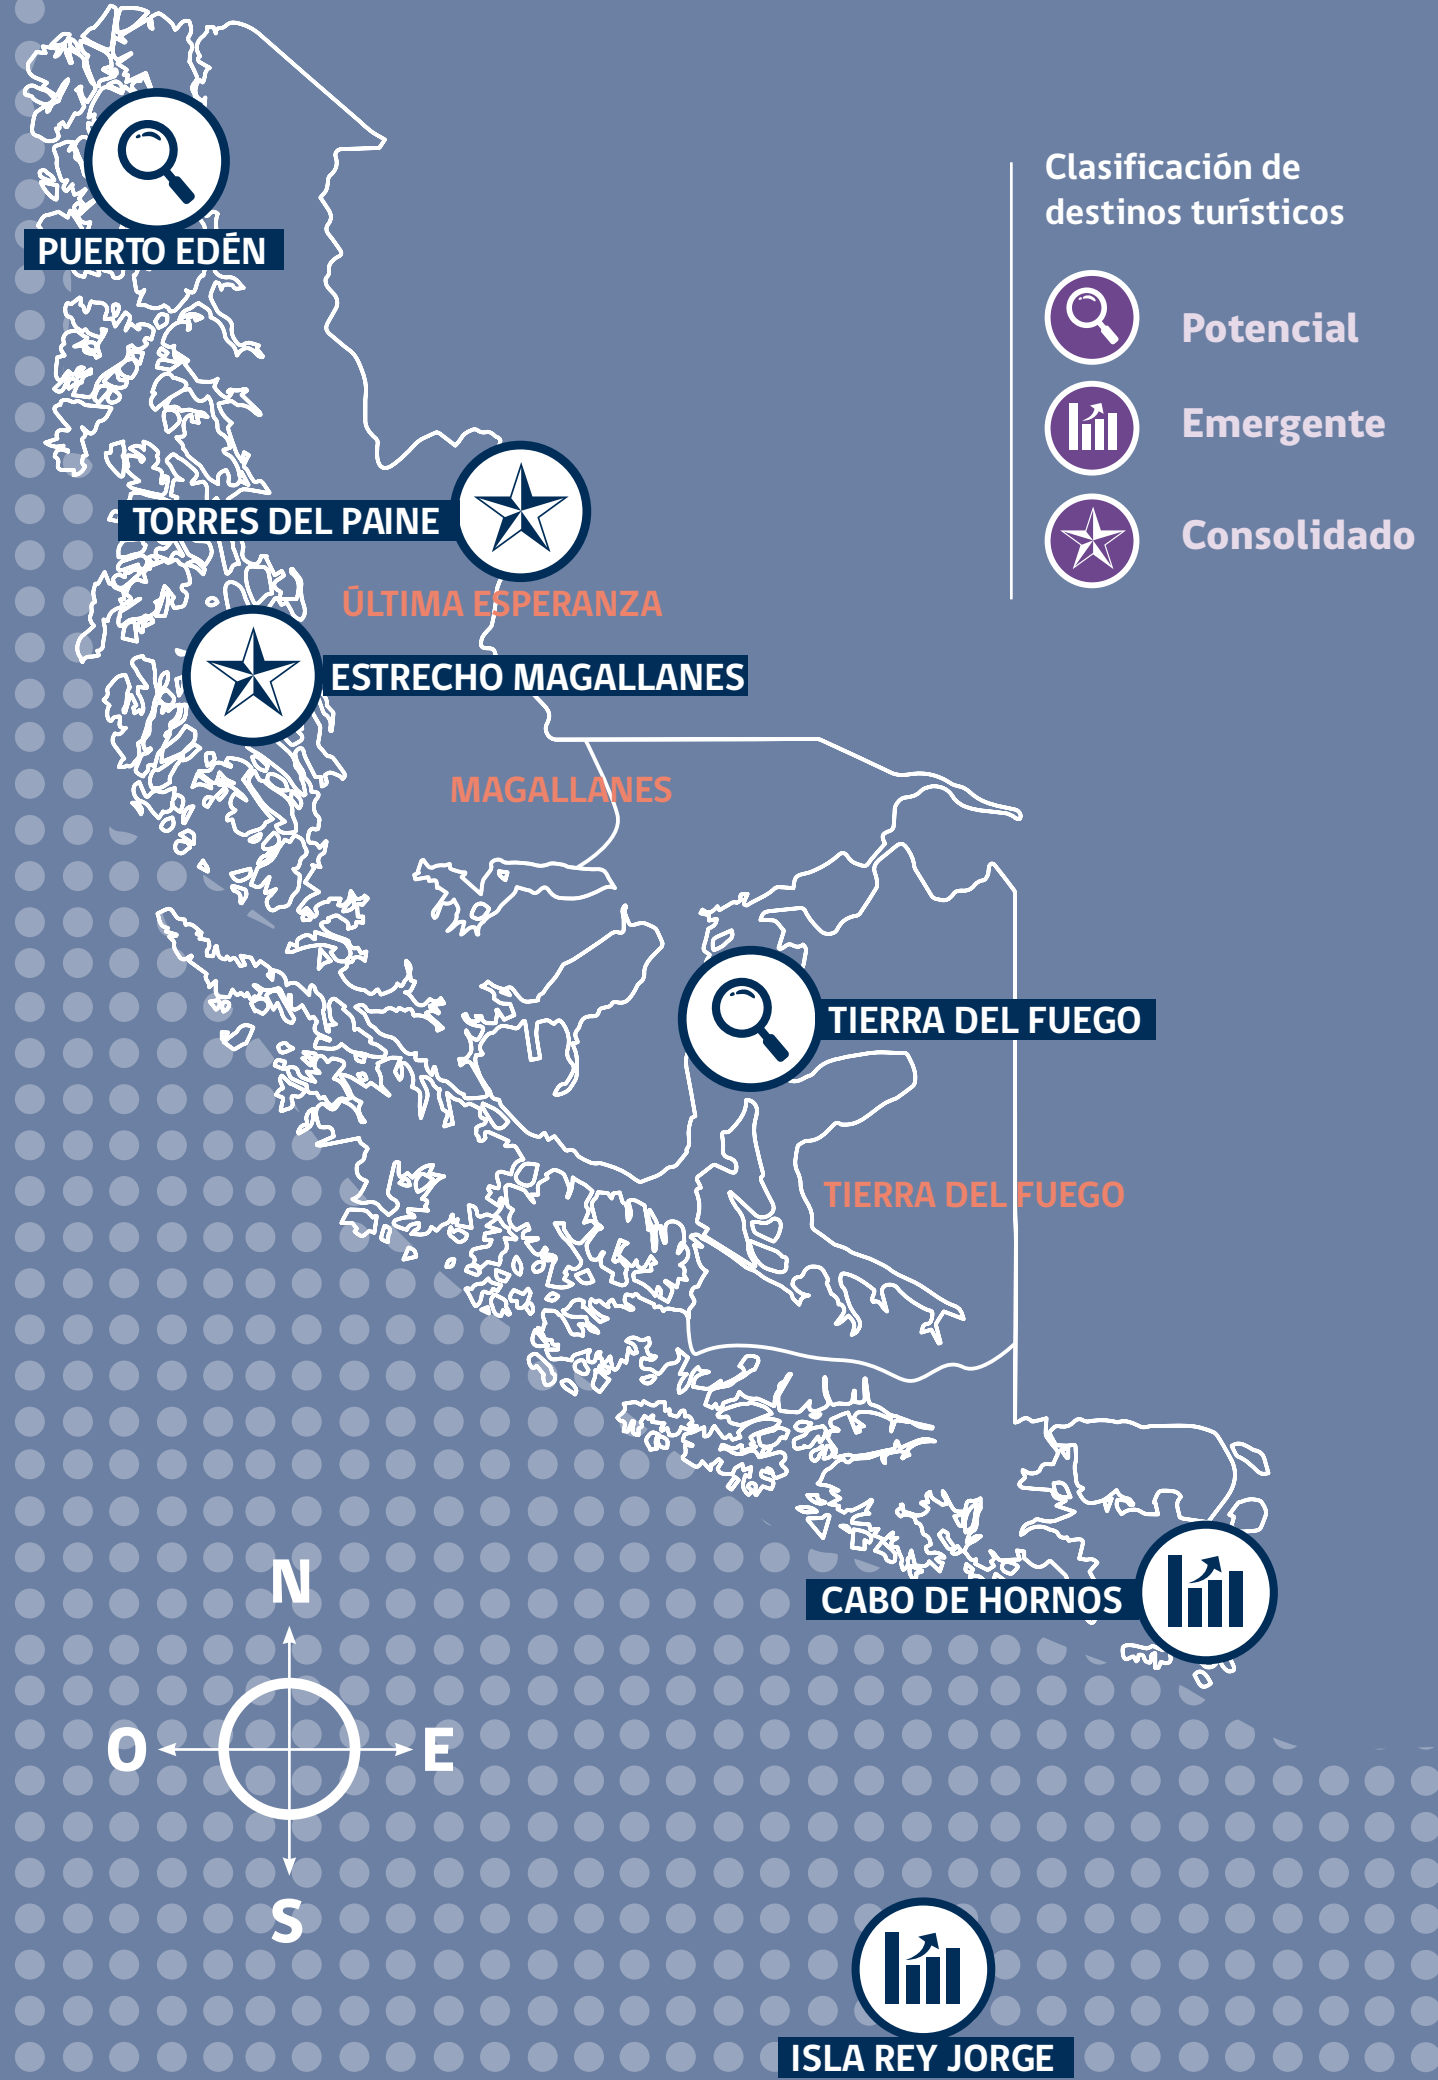 Clasificación de
destinos turísticos
Potencial
Emergente
Consolidado
PUERTO EDÉN
TORRES DEL PAINE
ÚLTIMA ESPERANZA
ESTRECHO MAGALLANES
MAGALLANES
TIERRA DEL FUEGO
TIERRA DEL FUEGO
CABO DE HORNOS
N
O
E
S
ISLA REY JORGE